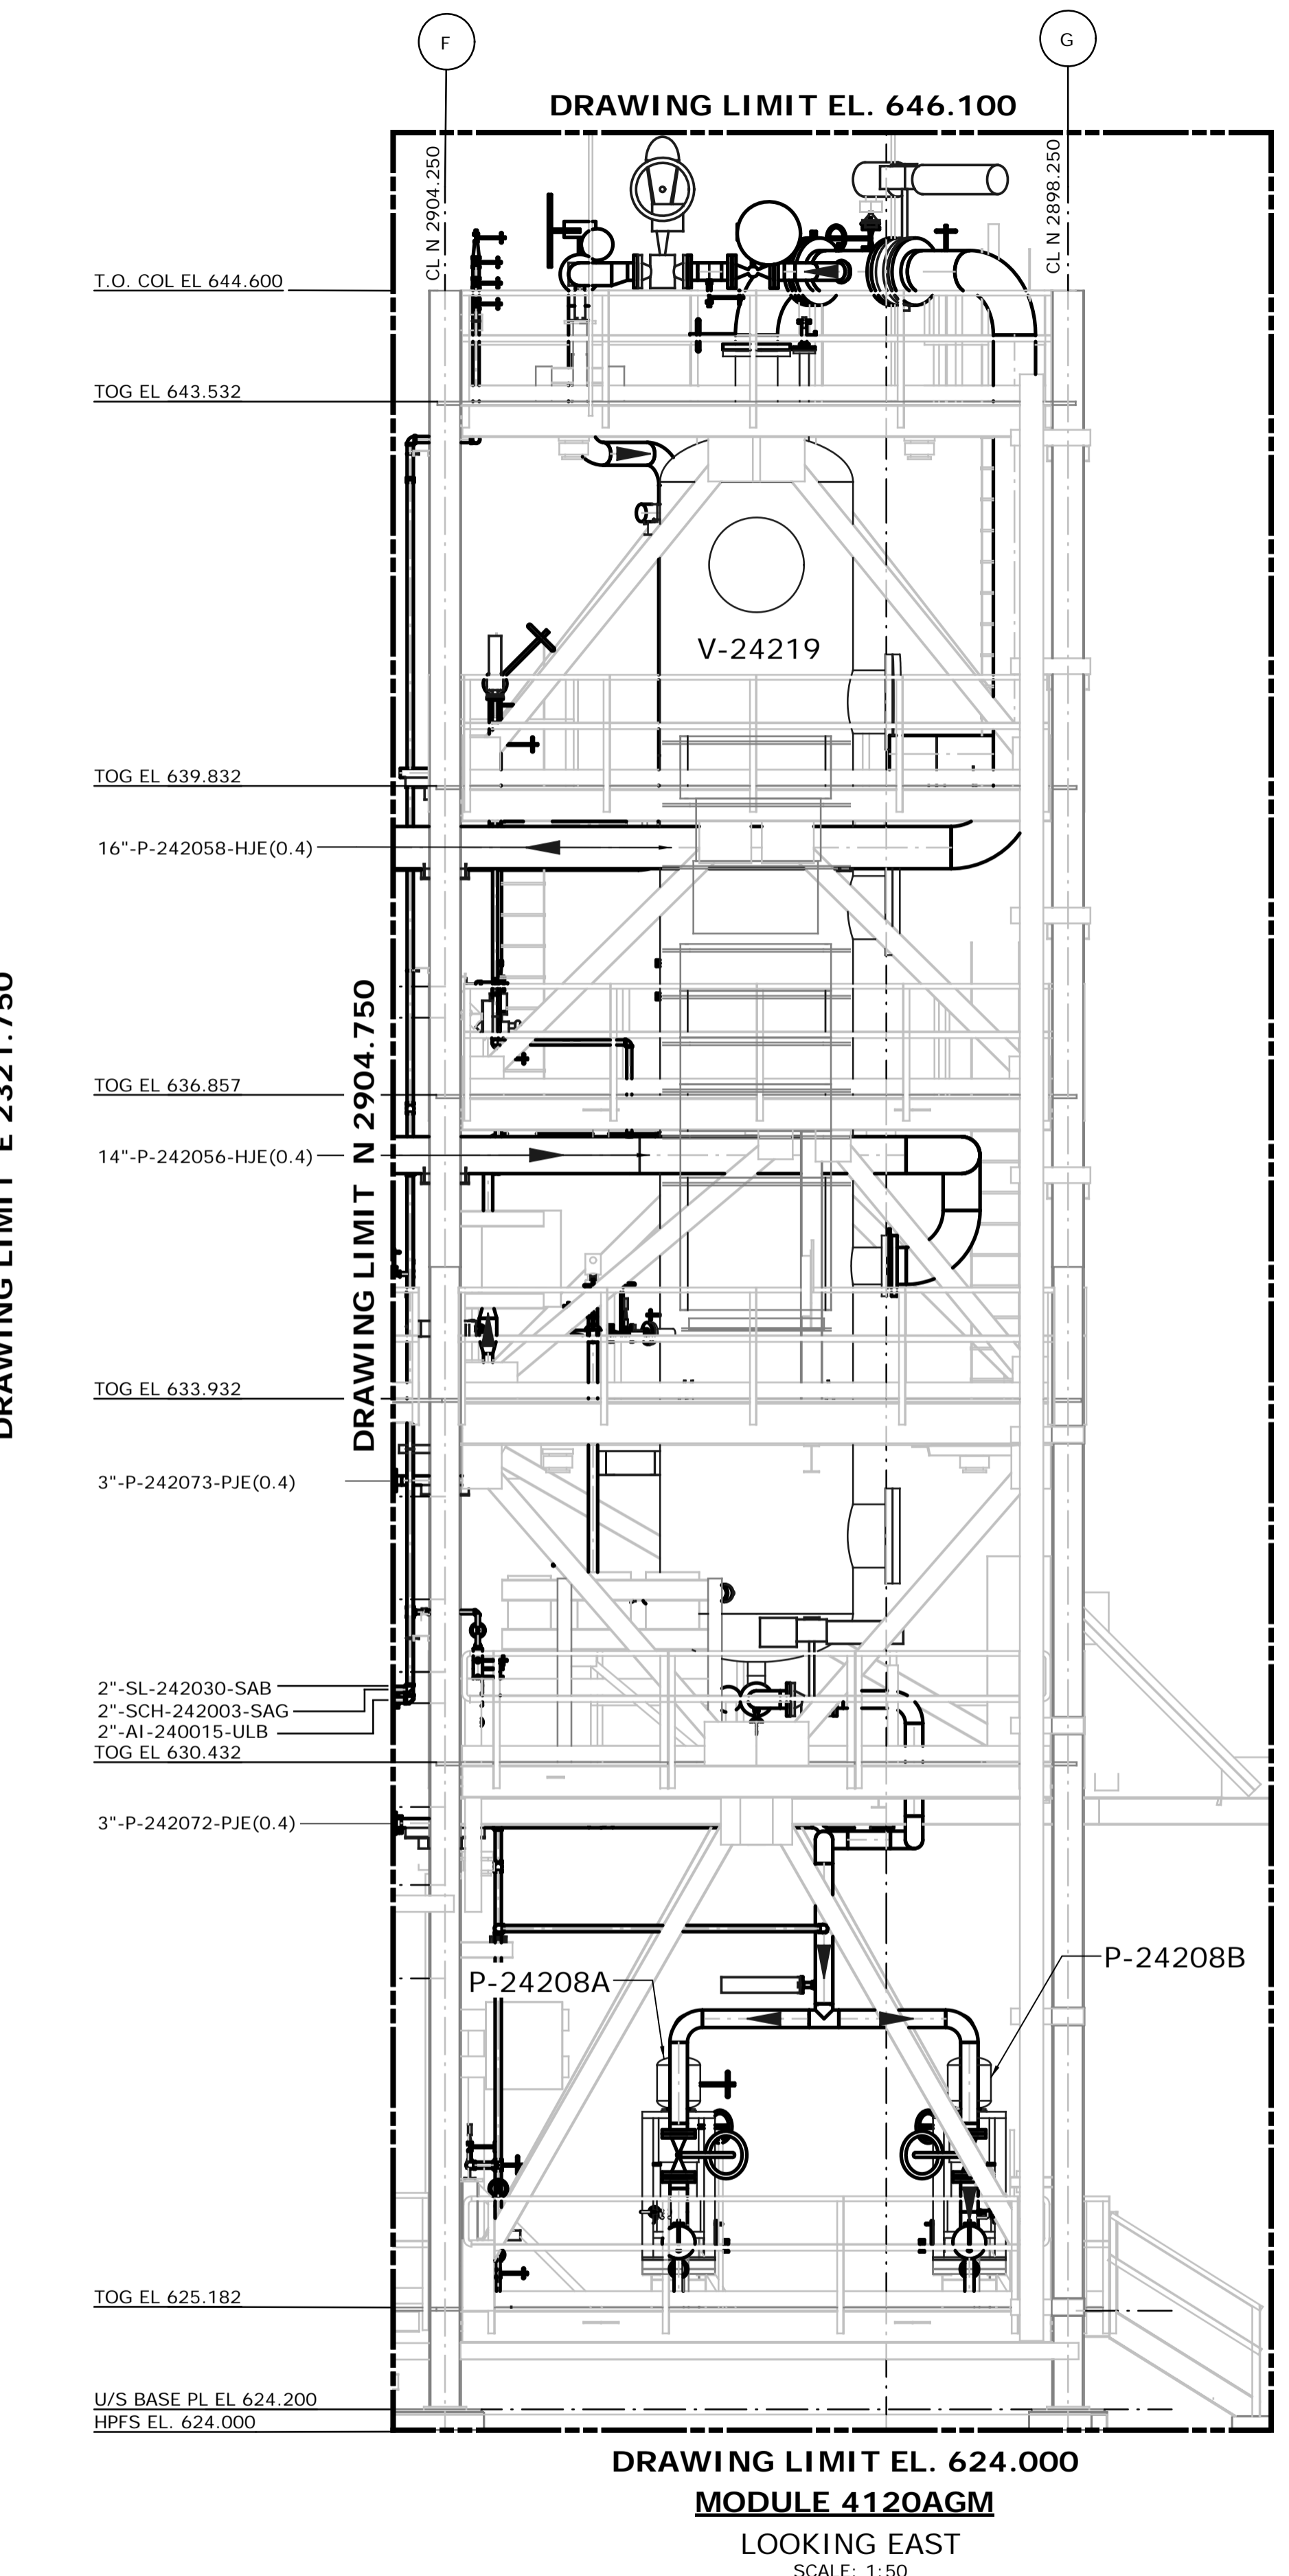 F
G
DRAWING LIMIT EL. 646.100
CL N 2904.250
CL N 2898.250
T.O. COL EL 644.600
TOG EL 643.532
V-24219
TOG EL 639.832
16"-P-242058-HJE(0.4)
DRAWING LIMIT E 2321.750
DRAWING LIMIT N 2904.750
TOG EL 636.857
14"-P-242056-HJE(0.4)
TOG EL 633.932
3"-P-242073-PJE(0.4)
2"-SL-242030-SAB
2"-SCH-242003-SAG
2"-AI-240015-ULB
TOG EL 630.432
3"-P-242072-PJE(0.4)
P-24208A
P-24208B
TOG EL 625.182
U/S BASE PL EL 624.200
HPFS EL. 624.000
DRAWING LIMIT EL. 624.000
MODULE 4120AGM
LOOKING EAST
SCALE: 1:50